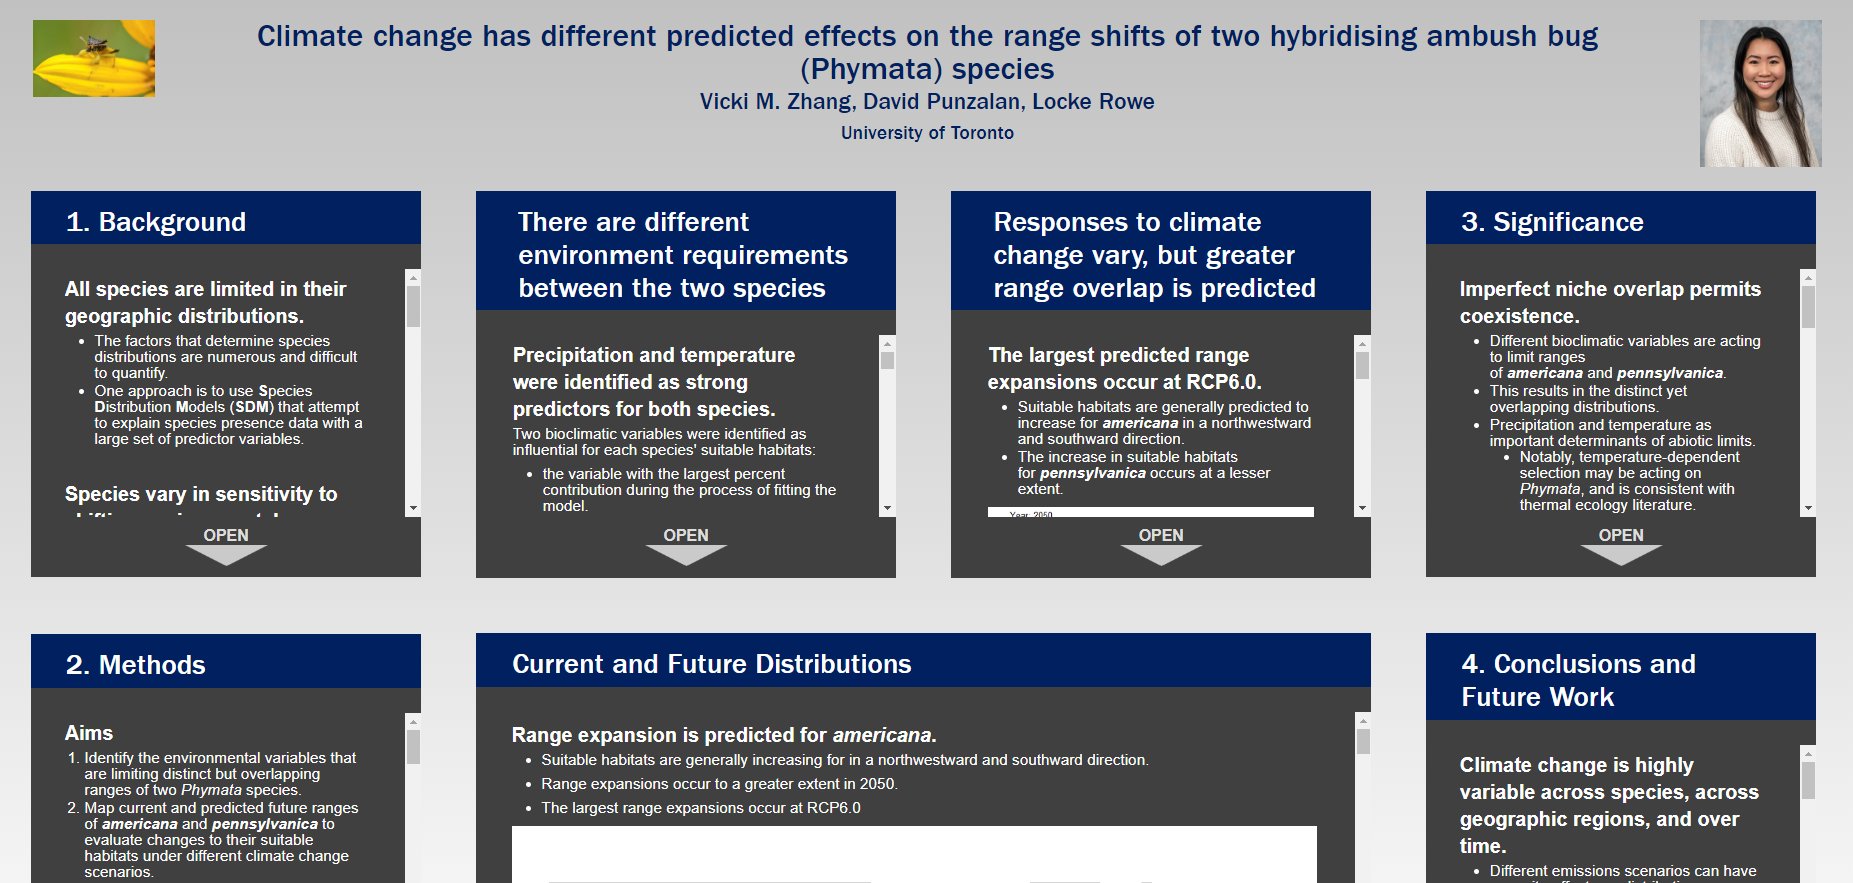 Climate change has different predicted effects on the range shifts of two hybridising ambush bug
(Phymata) species
Vicki M. Zhang, David Punzalan, Locke Rowe
University of Toronto
1. Background
All species are limited in their
geographic distributions.
• The factors that determine species
distributions are numerous and difficult
to quantify.
• One approach is to use Species
Distribution Models (SDM) that attempt
to explain species presence data with a
large set of predictor variables.
Species vary in sensitivity to
OPEN
There are different
environment requirements
between the two species
Precipitation and temperature
were identified as strong
predictors for both species.
Two bioclimatic variables were identified as
influential for each species' suitable habitats:
• the variable with the largest percent
contribution during the process of fitting the
model.
OPEN
Responses to climate
change vary, but greater
range overlap is predicted
The largest predicted range
expansions occur at RCP6.0.
• Suitable habitats are generally predicted to
increase for americana in a northwestward
and southward direction.
• The increase in suitable habitats
for pennsylvanica occurs at a lesser
extent.
Year: 2050
OPEN
3. Significance
Imperfect niche overlap permits
coexistence.
• Different bioclimatic variables are acting
to limit ranges
of americana and pennsylvanica.
• This results in the distinct yet
overlapping distributions.
• Precipitation and temperature as
important determinants of abiotic limits.
• Notably, temperature-dependent
selection may be acting on
Phymata, and is consistent with
thermal ecology literature.
OPEN
2. Methods
Aims
1. Identify the environmental variables that
are limiting distinct but overlapping
ranges of two Phymata species.
2. Map current and predicted future ranges
of americana and pennsylvanica to
evaluate changes to their suitable
habitats under different climate change
scenarios.
Current and Future Distributions
Range expansion is predicted for americana.
• Suitable habitats are generally increasing for in a northwestward and southward direction.
• Range expansions occur to a greater extent in 2050.
• The largest range expansions occur at RCP6.0
4. Conclusions and
Future Work
Climate change is highly
variable across species, across
geographic regions, and over
time.
• Different emissions scenarios can have